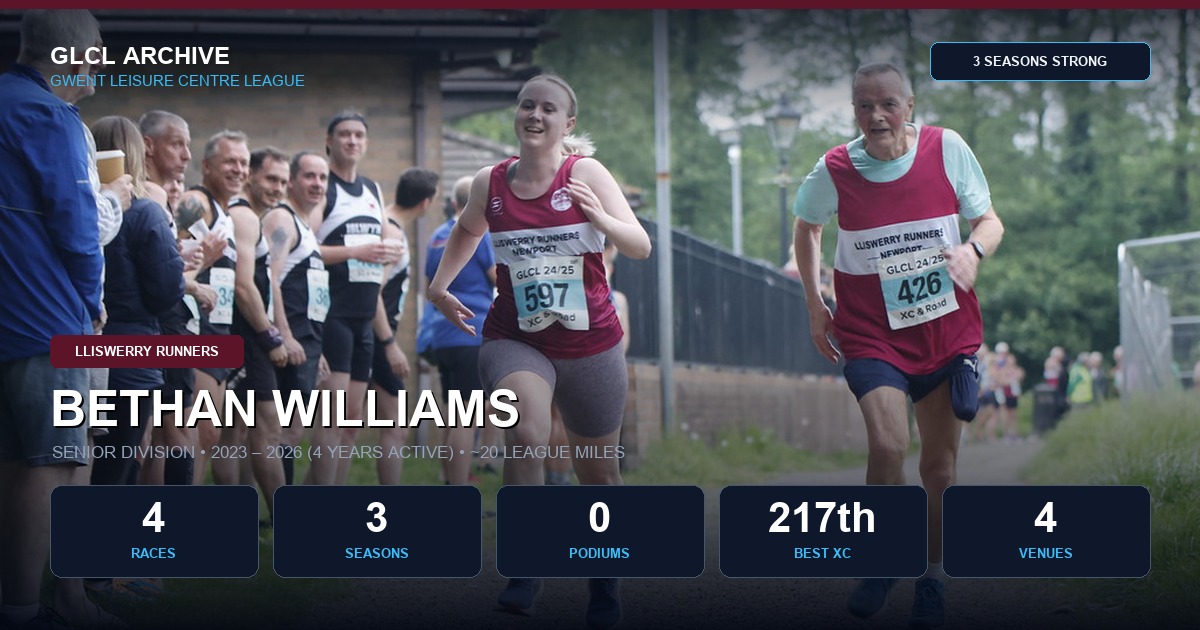 GLCL ARCHIVE
GWENT LEISURE CENTRE LEAGUE
3 SEASONS STRONG
LLISWERRY RUNNERS
NEWPORT
GLCL 24/25
597
XC & Road
LLISWERRY RUNNERS
NEWPORT
GLCL 24/25
426
XC & Road
LLISWERRY RUNNERS
BETHAN WILLIAMS
SENIOR DIVISION • 2023 – 2026 (4 YEARS ACTIVE) • ~20 LEAGUE MILES
4
RACES
3
SEASONS
0
PODIUMS
217th
BEST XC
4
VENUES